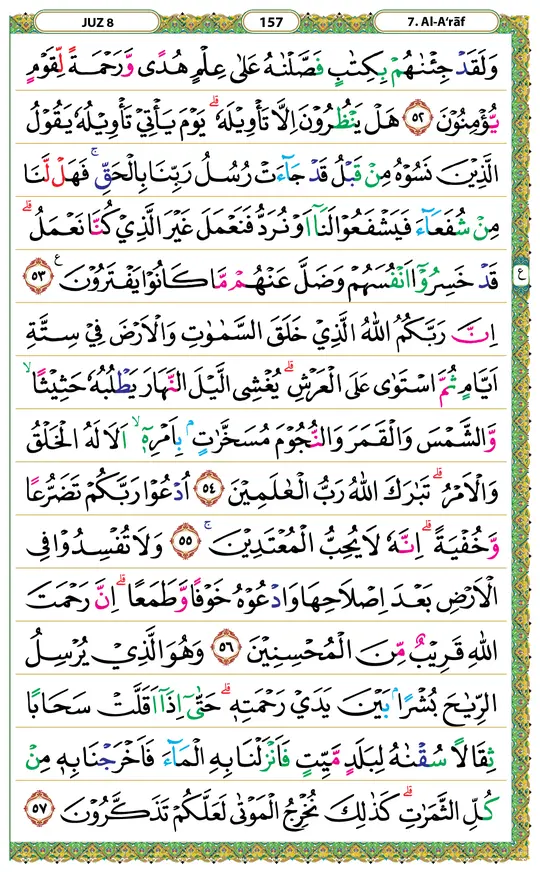 JUZ 8 157 7. Al-A‘rāf
وَلَقَدْ جِئْنٰهُمْ بِكِتٰبٍ فَصَّلْنٰهُ عَلٰى عِلْمٍ هُدًى وَّرَحْمَةً لِّقَوْمٍ
يُّؤْمِنُوْنَ ٥٢ هَلْ يَنْظُرُوْنَ اِلَّا تَأْوِيْلَهٗ ۗ يَوْمَ يَأْتِيْ تَأْوِيْلُهٗ يَقُوْلُ
الَّذِيْنَ نَسُوْهُ مِنْ قَبْلُ قَدْ جَآءَتْ رُسُلُ رَبِّنَا بِالْحَقِّ ۚ فَهَلْ لَّنَا
مِنْ شُفَعَآءَ فَيَشْفَعُوْا لَنَآ اَوْ نُرَدُّ فَنَعْمَلَ غَيْرَ الَّذِيْ كُنَّا نَعْمَلُ ۗ
قَدْ خَسِرُوْٓا اَنْفُسَهُمْ وَضَلَّ عَنْهُمْ مَّا كَانُوْا يَفْتَرُوْنَ ࣖ ٥٣ ع
اِنَّ رَبَّكُمُ اللّٰهُ الَّذِيْ خَلَقَ السَّمٰوٰتِ وَالْاَرْضَ فِيْ سِتَّةِ
اَيَّامٍ ثُمَّ اسْتَوٰى عَلَى الْعَرْشِ ۗ يُغْشِى الَّيْلَ النَّهَارَ يَطْلُبُهٗ حَثِيْثًا ۙ
وَّالشَّمْسَ وَالْقَمَرَ وَالنُّجُوْمَ مُسَخَّرٰتٍ ۢ بِاَمْرِهٖٓ ۙ اَلَا لَهُ الْخَلْقُ
وَالْاَمْرُ ۗ تَبٰرَكَ اللّٰهُ رَبُّ الْعٰلَمِيْنَ ٥٤ اُدْعُوْا رَبَّكُمْ تَضَرُّعًا
وَّخُفْيَةً ۗ اِنَّهٗ لَا يُحِبُّ الْمُعْتَدِيْنَ ۚ ٥٥ وَلَا تُفْسِدُوْا فِى
الْاَرْضِ بَعْدَ اِصْلَاحِهَا وَادْعُوْهُ خَوْفًا وَّطَمَعًا ۗ اِنَّ رَحْمَتَ
اللّٰهِ قَرِيْبٌ مِّنَ الْمُحْسِنِيْنَ ٥٦ وَهُوَ الَّذِيْ يُرْسِلُ
الرِّيٰحَ بُشْرًا ۢ بَيْنَ يَدَيْ رَحْمَتِهٖ ۗ حَتّٰىٓ اِذَآ اَقَلَّتْ سَحَابًا
ثِقَالًا سُقْنٰهُ لِبَلَدٍ مَّيِّتٍ فَاَنْزَلْنَا بِهِ الْمَآءَ فَاَخْرَجْنَا بِهٖ مِنْ
كُلِّ الثَّمَرٰتِ ۗ كَذٰلِكَ نُخْرِجُ الْمَوْتٰى لَعَلَّكُمْ تَذَكَّرُوْنَ ٥٧